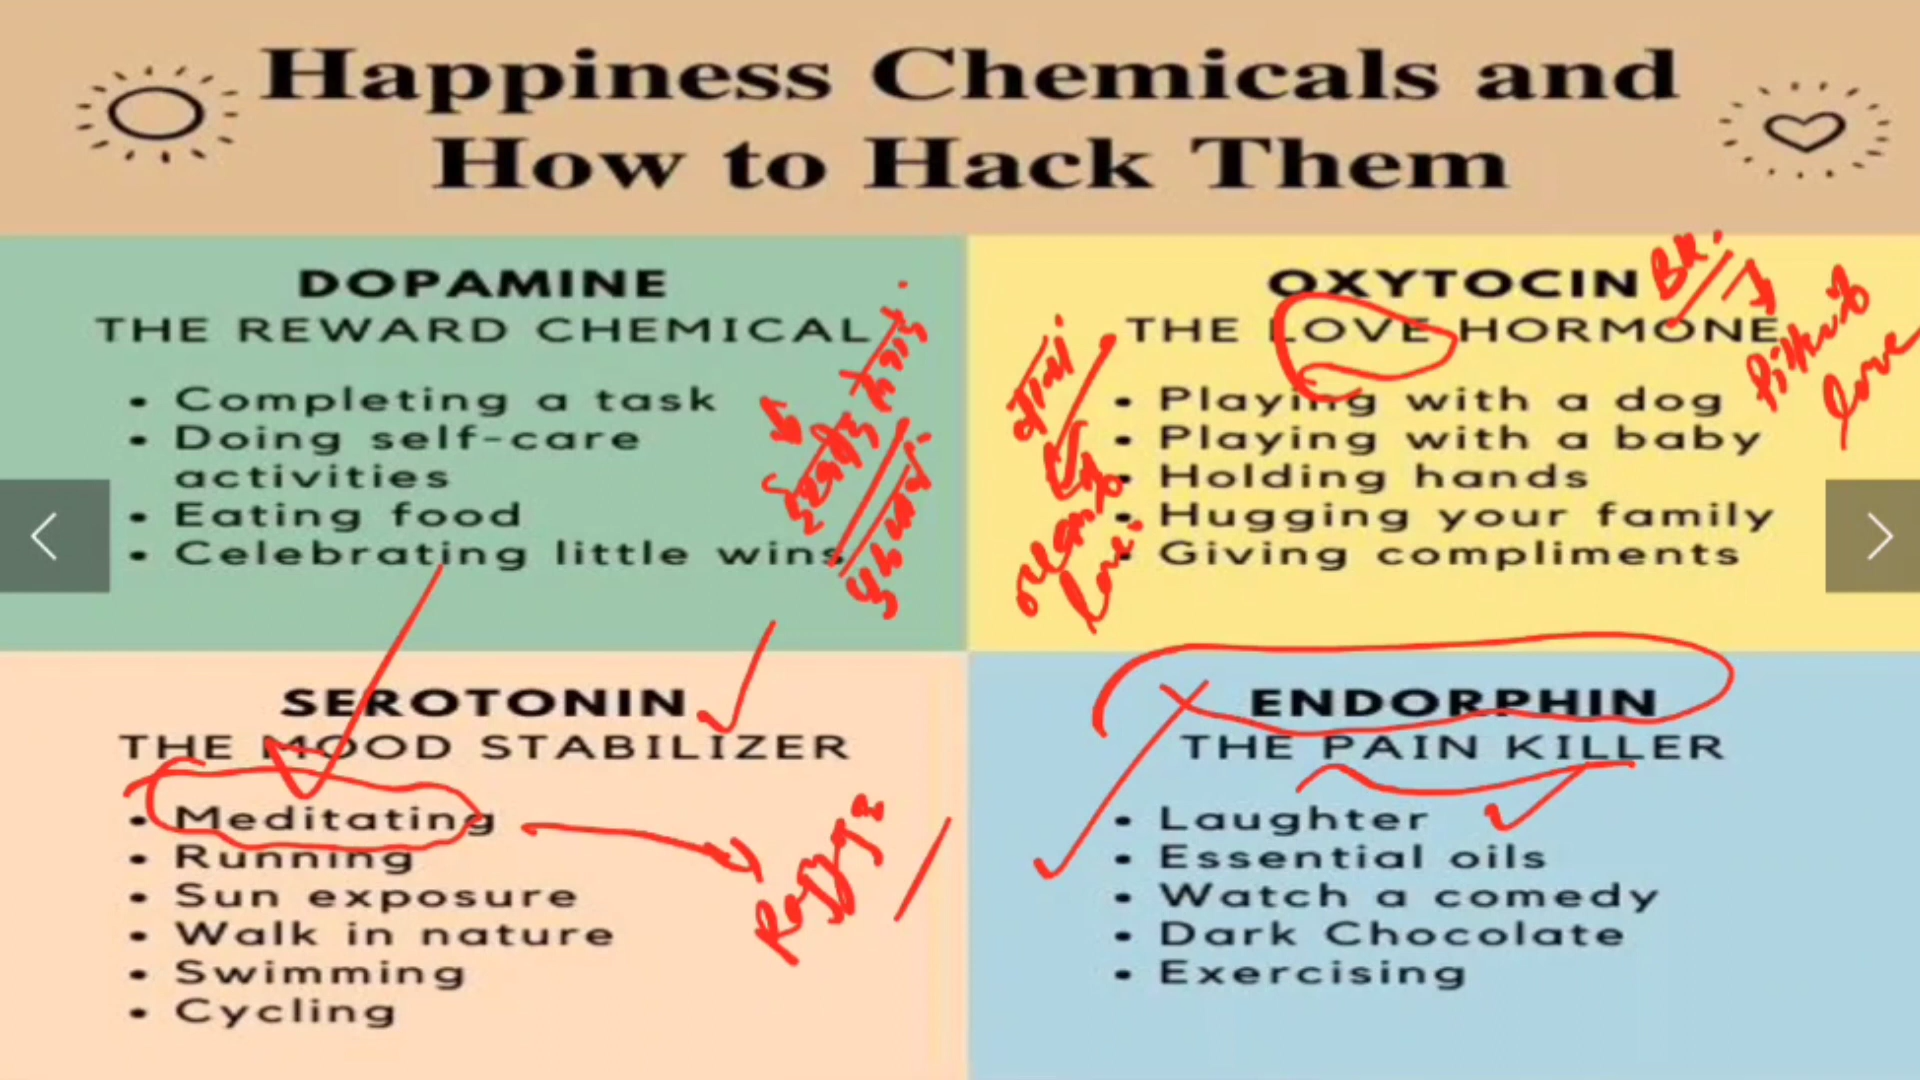 Happiness Chemicals and
How to Hack Them
DOPAMINE
THE REWARD CHEMICAL
• Completing a task
• Doing self-care
activities
• Eating food
• Celebrating little wins
OXYTOCIN
THE LOVE HORMONE
• Playing with a dog
• Playing with a baby
• Holding hands
• Hugging your family
• Giving compliments
love
SEROTONIN
THE MOOD STABILIZER
• Meditating
• Running
• Sun exposure
• Walk in nature
• Swimming
• Cycling
ENDORPHIN
THE PAIN KILLER
• Laughter
• Essential oils
• Watch a comedy
• Dark Chocolate
• Exercising